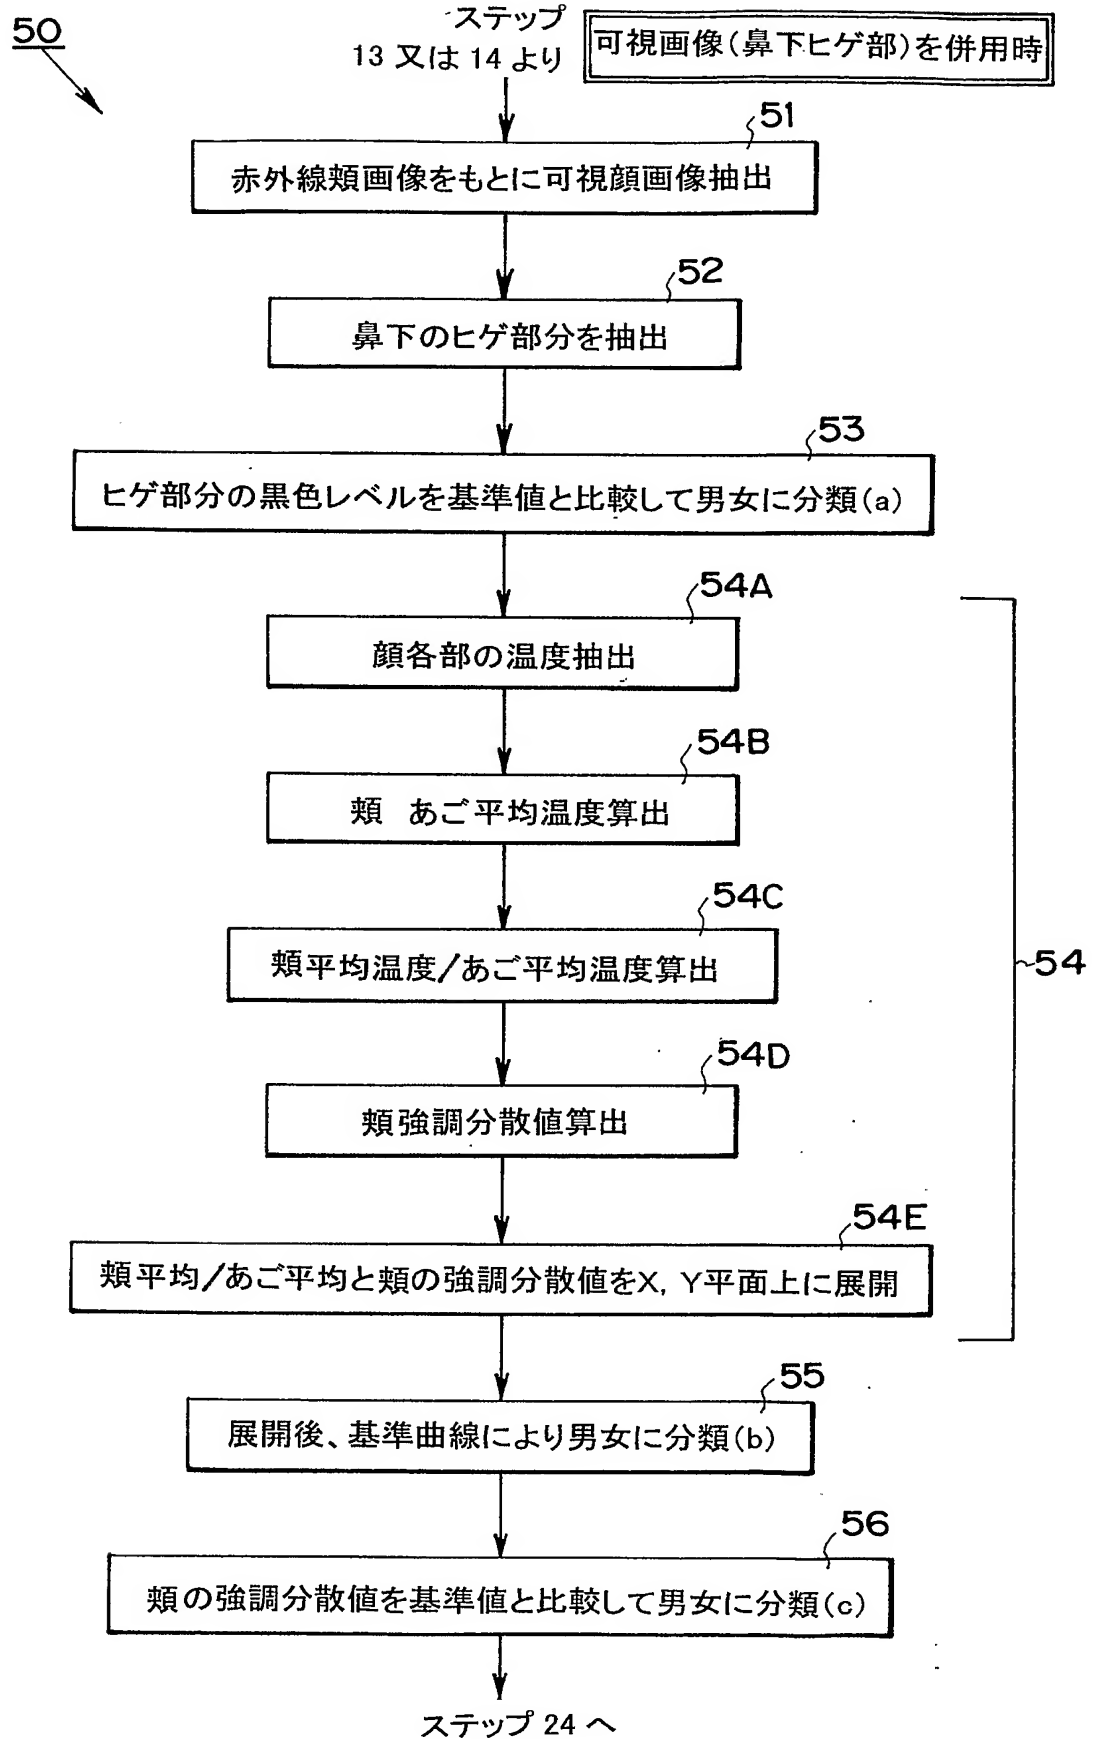 50
ステップ
13 又は 14 より
可視画像(鼻下ヒゲ部)を併用時
51
赤外線頬画像をもとに可視顔画像抽出
52
鼻下のヒゲ部分を抽出
53
ヒゲ部分の黒色レベルを基準値と比較して男女に分類(a)
54A
顔各部の温度抽出
54B
頬 あご平均温度算出
54C
頬平均温度/あご平均温度算出
54
54D
頬強調分散値算出
54E
頬平均/あご平均と頬の強調分散値をX, Y平面上に展開
55
展開後、基準曲線により男女に分類(b)
56
頬の強調分散値を基準値と比較して男女に分類(c)
ステップ 24 へ